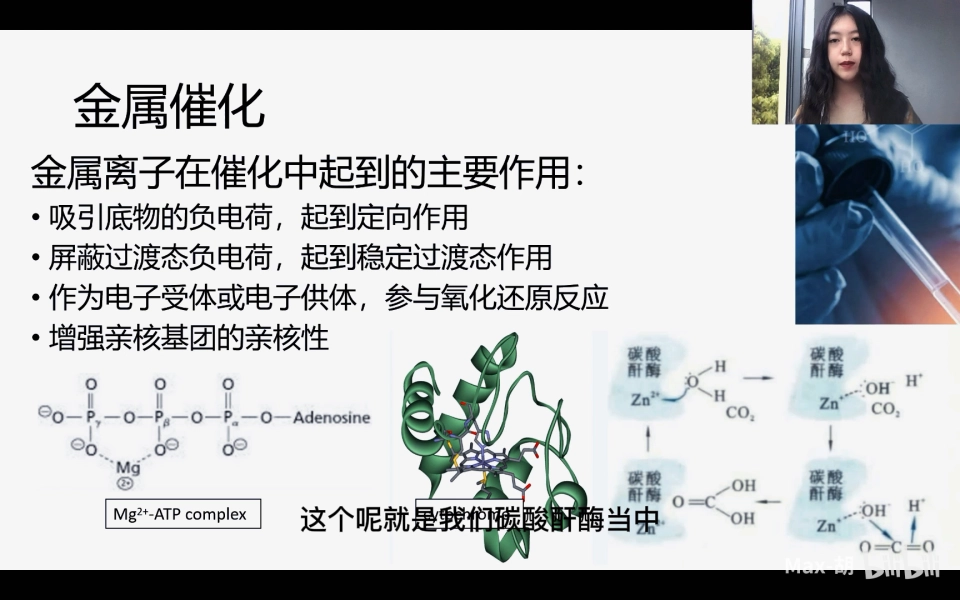 金属催化
金属离子在催化中起到的主要作用：
• 吸引底物的负电荷，起到定向作用
• 屏蔽过渡态负电荷，起到稳定过渡态作用
• 作为电子受体或电子供体，参与氧化还原反应
• 增强亲核基团的亲核性
HO
O O O
⊖O—Pγ—O—Pβ—O—Pα—O—Adenosine
⊖O O⊖ O⊖
Mg
2+
Mg²⁺-ATP complex
碳酸
酐酶
Zn²⁺
O
H
H
CO₂
碳酸
酐酶
Zn⁺
OH⁻
H⁺
CO₂
碳酸
酐酶
Zn⁺
O=C
OH
OH
碳酸
酐酶
Zn⁺
OH⁻
H⁺
O=C=O
这个呢就是我们碳酸酐酶当中
Max-胡 bilibili